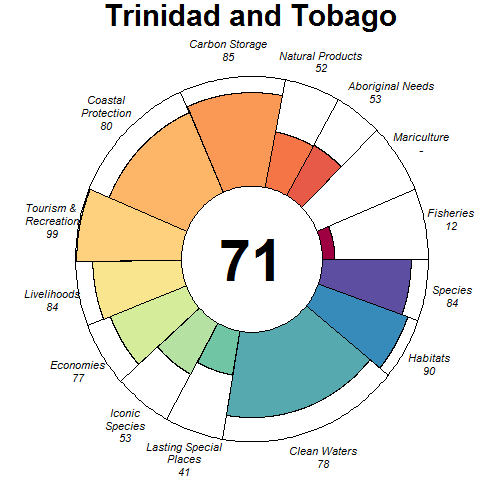 Trinidad and Tobago
Carbon Storage
85
Natural Products
52
Aboriginal Needs
53
Mariculture
-
Fisheries
12
Species
84
Habitats
90
Clean Waters
78
Lasting Special
Places
41
Iconic
Species
53
Economies
77
Livelihoods
84
Tourism &
Recreation
99
Coastal
Protection
80
71